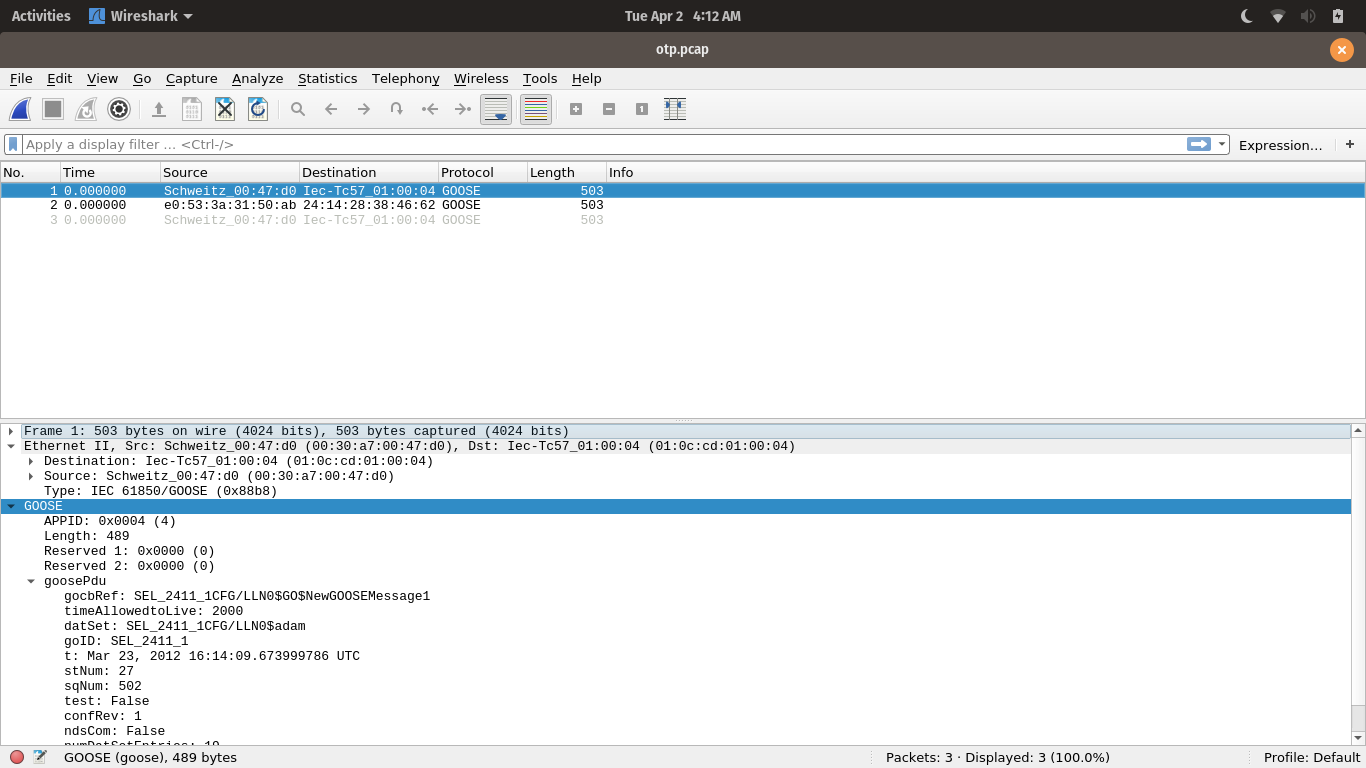 Activities Wireshark Tue Apr 2 4:12 AM
otp.pcap
File Edit View Go Capture Analyze Statistics Telephony Wireless Tools Help
Apply a display filter … <Ctrl-/> Expression… +
No. Time Source Destination Protocol Length Info
1 0.000000 Schweitz_00:47:d0 Iec-Tc57_01:00:04 GOOSE 503
2 0.000000 e0:53:3a:31:50:ab 24:14:28:38:46:62 GOOSE 503
3 0.000000 Schweitz_00:47:d0 Iec-Tc57_01:00:04 GOOSE 503
Frame 1: 503 bytes on wire (4024 bits), 503 bytes captured (4024 bits)
Ethernet II, Src: Schweitz_00:47:d0 (00:30:a7:00:47:d0), Dst: Iec-Tc57_01:00:04 (01:0c:cd:01:00:04)
Destination: Iec-Tc57_01:00:04 (01:0c:cd:01:00:04)
Source: Schweitz_00:47:d0 (00:30:a7:00:47:d0)
Type: IEC 61850/GOOSE (0x88b8)
GOOSE
APPID: 0x0004 (4)
Length: 489
Reserved 1: 0x0000 (0)
Reserved 2: 0x0000 (0)
goosePdu
gocbRef: SEL_2411_1CFG/LLN0$GO$NewGOOSEMessage1
timeAllowedtoLive: 2000
datSet: SEL_2411_1CFG/LLN0$adam
goID: SEL_2411_1
t: Mar 23, 2012 16:14:09.673999786 UTC
stNum: 27
sqNum: 502
test: False
confRev: 1
ndsCom: False
numDatSetEntries: 19
GOOSE (goose), 489 bytes Packets: 3 · Displayed: 3 (100.0%) Profile: Default